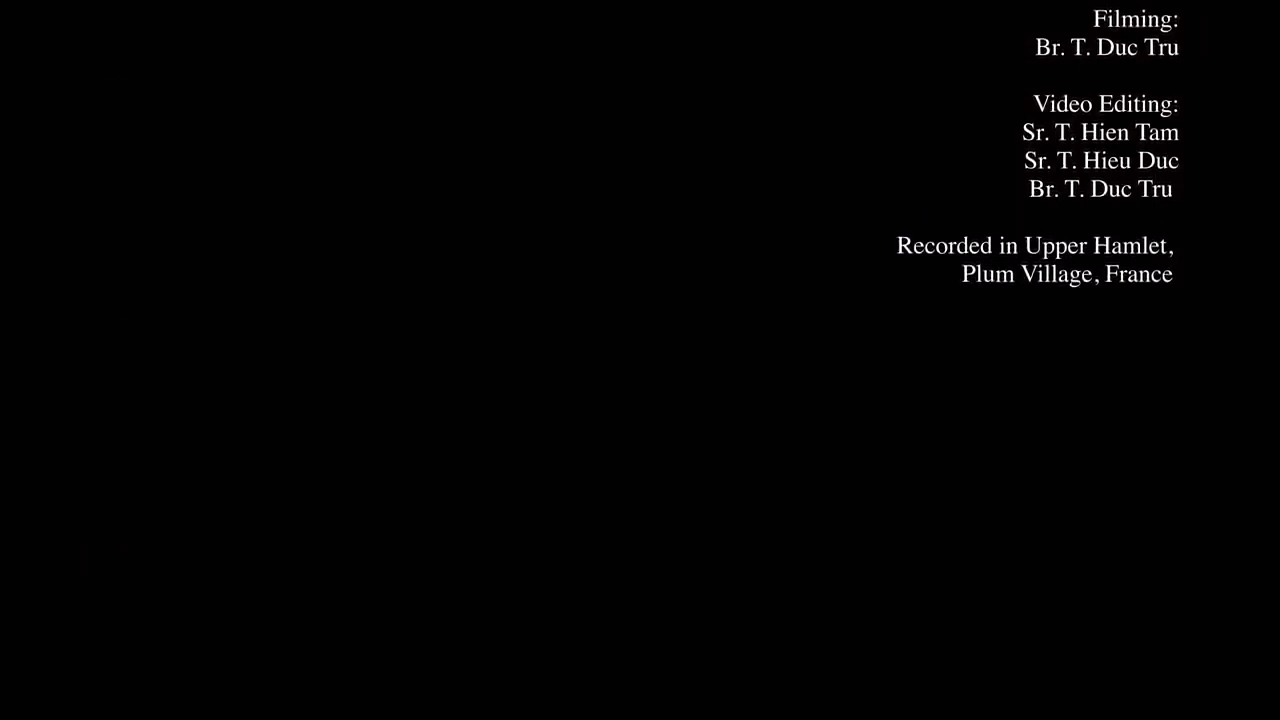 Filming:
Br. T. Duc Tru
Video Editing:
Sr. T. Hien Tam
Sr. T. Hieu Duc
Br. T. Duc Tru
Recorded in Upper Hamlet,
Plum Village, France